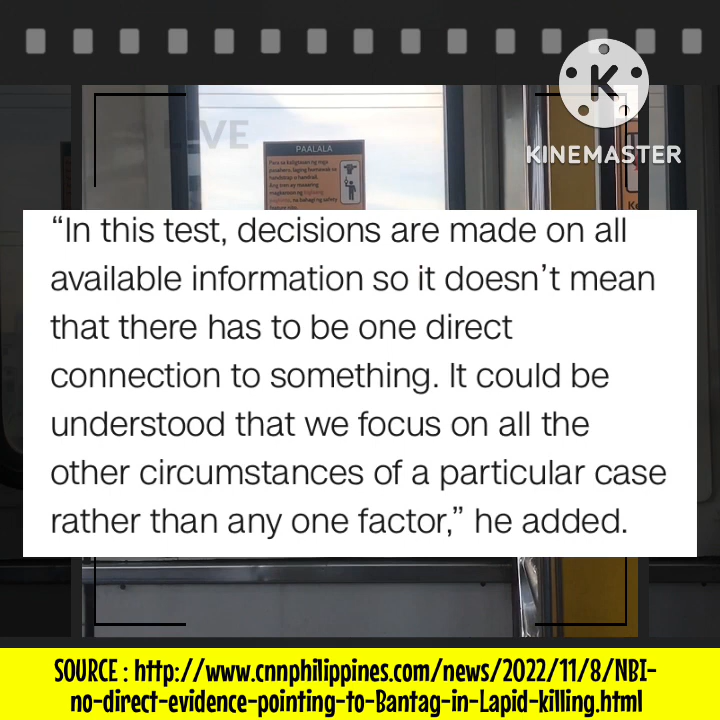 LIVE
K
KINEMASTER
PAALALA
“In this test, decisions are made on all
available information so it doesn’t mean
that there has to be one direct
connection to something. It could be
understood that we focus on all the
other circumstances of a particular case
rather than any one factor,” he added.
SOURCE : http://www.cnnphilippines.com/news/2022/11/8/NBI-
no-direct-evidence-pointing-to-Bantag-in-Lapid-killing.html